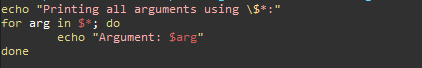 echo "Printing all arguments using \$*:"
for arg in $*; do
        echo "Argument: $arg"
done